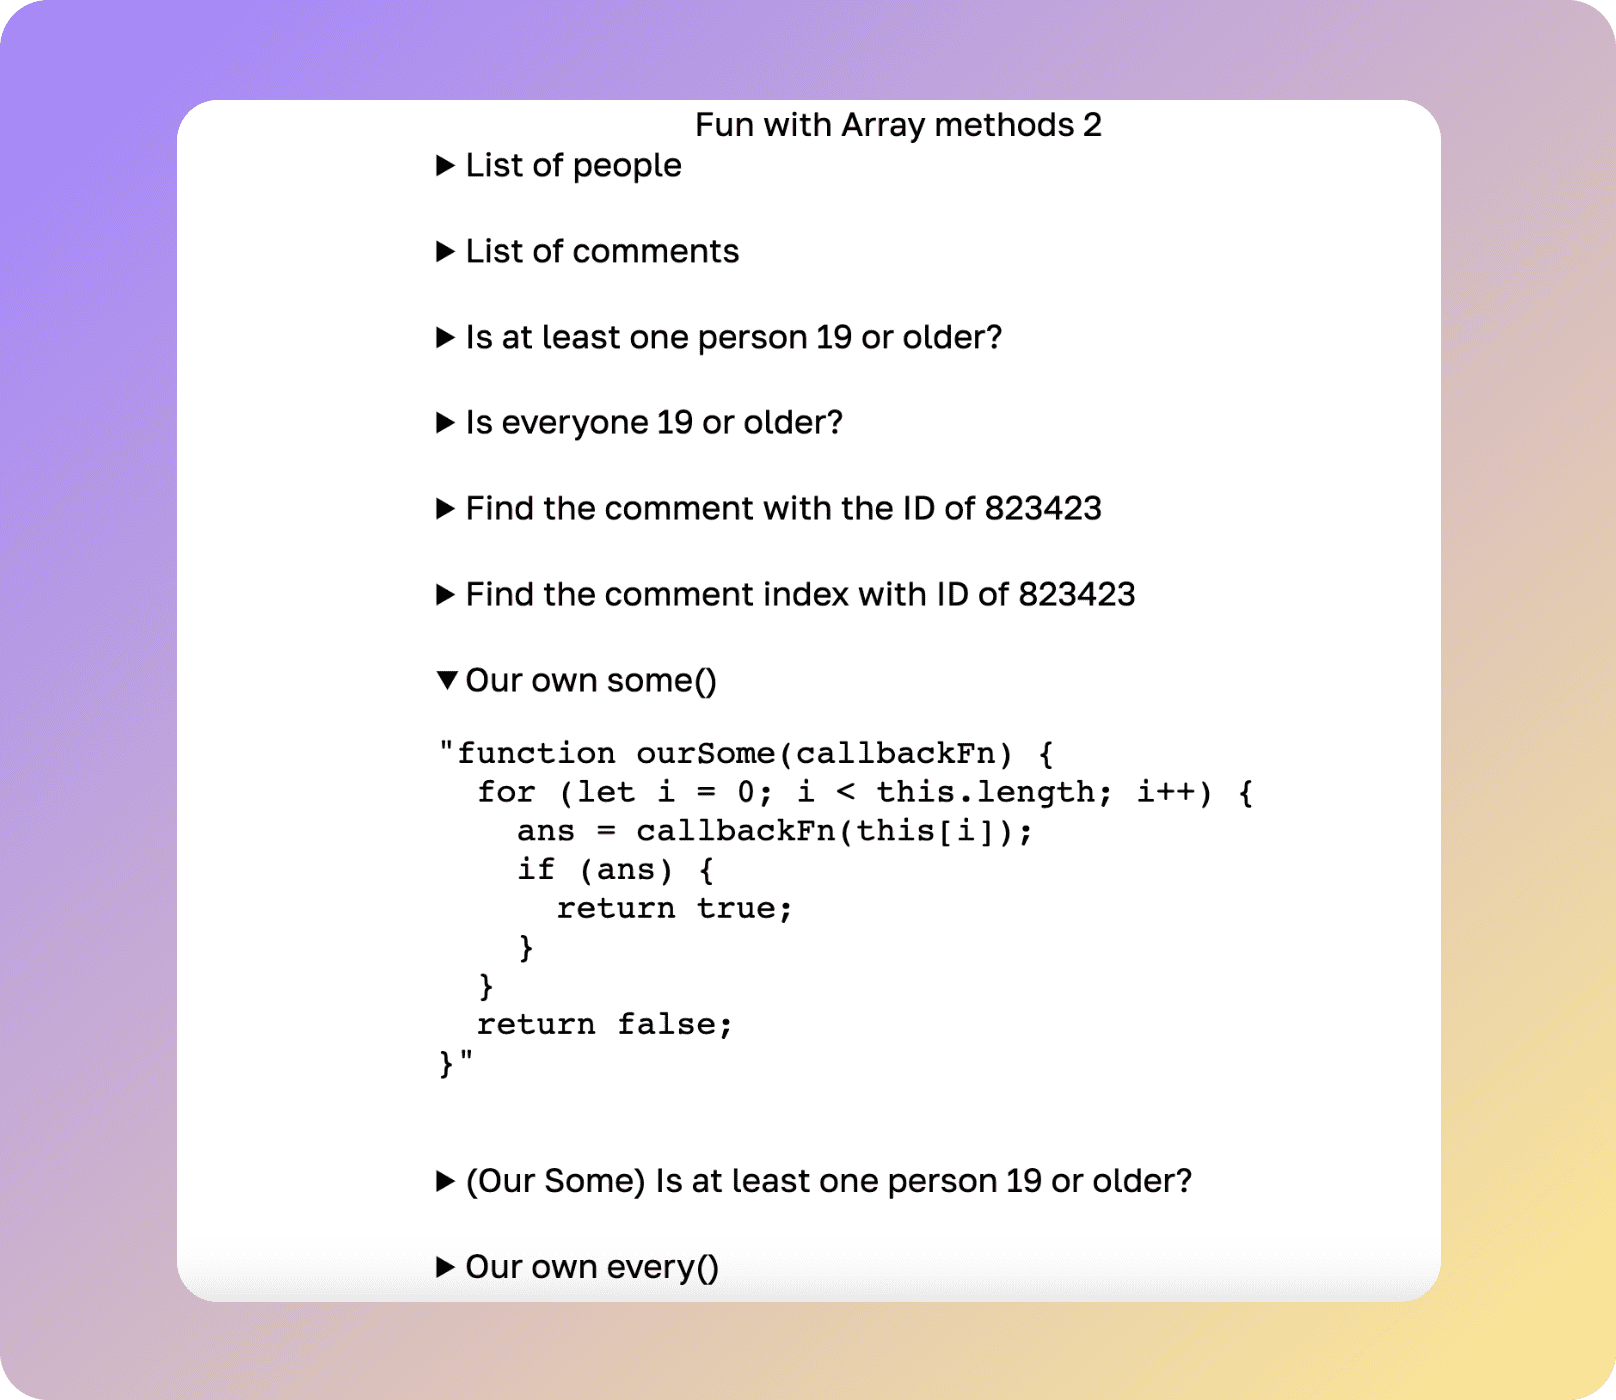 Fun with Array methods 2
▶ List of people
▶ List of comments
▶ Is at least one person 19 or older?
▶ Is everyone 19 or older?
▶ Find the comment with the ID of 823423
▶ Find the comment index with ID of 823423
▼ Our own some()
"function ourSome(callbackFn) {
  for (let i = 0; i < this.length; i++) {
    ans = callbackFn(this[i]);
    if (ans) {
      return true;
    }
  }
  return false;
}"
▶ (Our Some) Is at least one person 19 or older?
▶ Our own every()